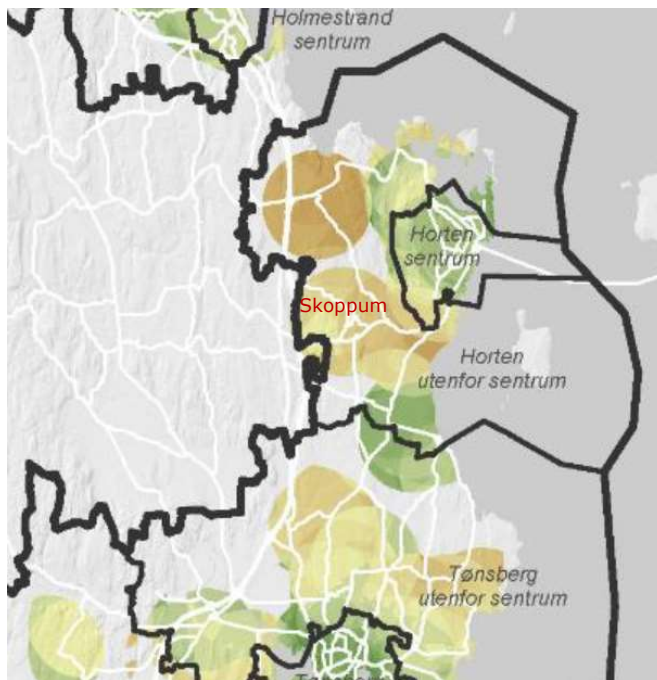 Holmestrand
sentrum
Horten
sentrum
Skoppum
Horten
utenfor sentrum
Tønsberg
utenfor sentrum